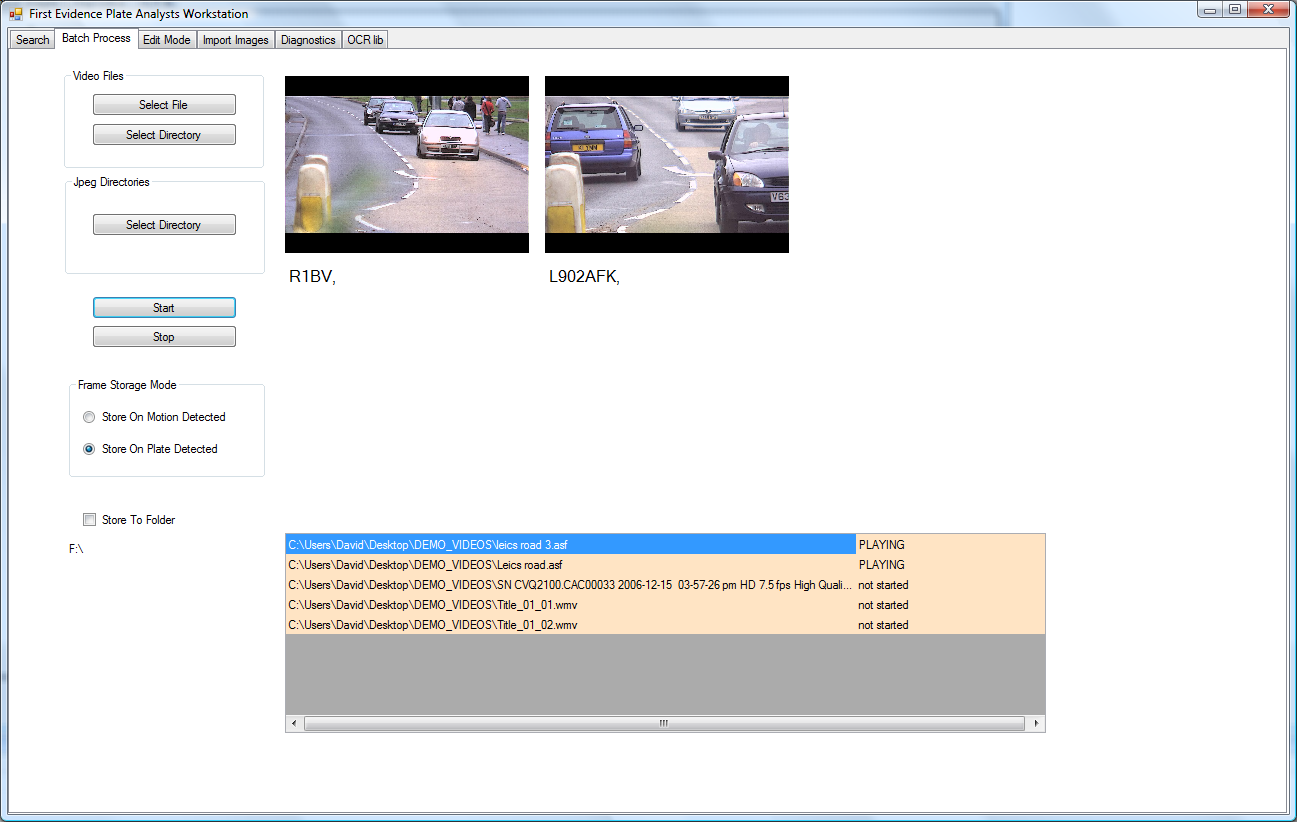 First Evidence Plate Analysts Workstation
Search
Batch Process
Edit Mode
Import Images
Diagnostics
OCR lib
Video Files
Select File
Select Directory
Jpeg Directories
Select Directory
Start
Stop
Frame Storage Mode
Store On Motion Detected
Store On Plate Detected
Store To Folder
F:\
V63
R1BV,
L902AFK,
C:\Users\David\Desktop\DEMO_VIDEOS\leics road 3.asf PLAYING
C:\Users\David\Desktop\DEMO_VIDEOS\Leics road.asf PLAYING
C:\Users\David\Desktop\DEMO_VIDEOS\SN CVQ2100.CAC00033 2006-12-15 03-57-26 pm HD 7.5 fps High Quali... not started
C:\Users\David\Desktop\DEMO_VIDEOS\Title_01_01.wmv not started
C:\Users\David\Desktop\DEMO_VIDEOS\Title_01_02.wmv not started